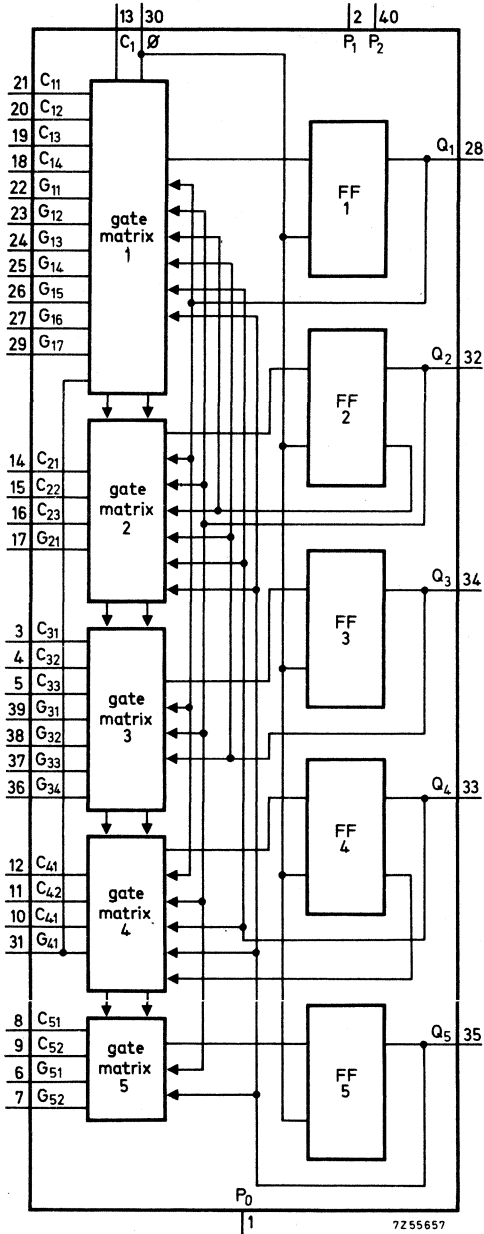 13 30
2 40
C1 Ø
P1 P2
21 C11
20 C12
19 C13
18 C14
22 G11
23 G12
24 G13
25 G14
26 G15
27 G16
29 G17
gate
matrix
1
FF
1
Q1 28
14 C21
15 C22
16 C23
17 G21
gate
matrix
2
FF
2
Q2 32
3 C31
4 C32
5 C33
39 G31
38 G32
37 G33
36 G34
gate
matrix
3
FF
3
Q3 34
12 C41
11 C42
10 C41
31 G41
gate
matrix
4
FF
4
Q4 33
8 C51
9 C52
6 G51
7 G52
gate
matrix
5
FF
5
Q5 35
P0
1
7Z55657